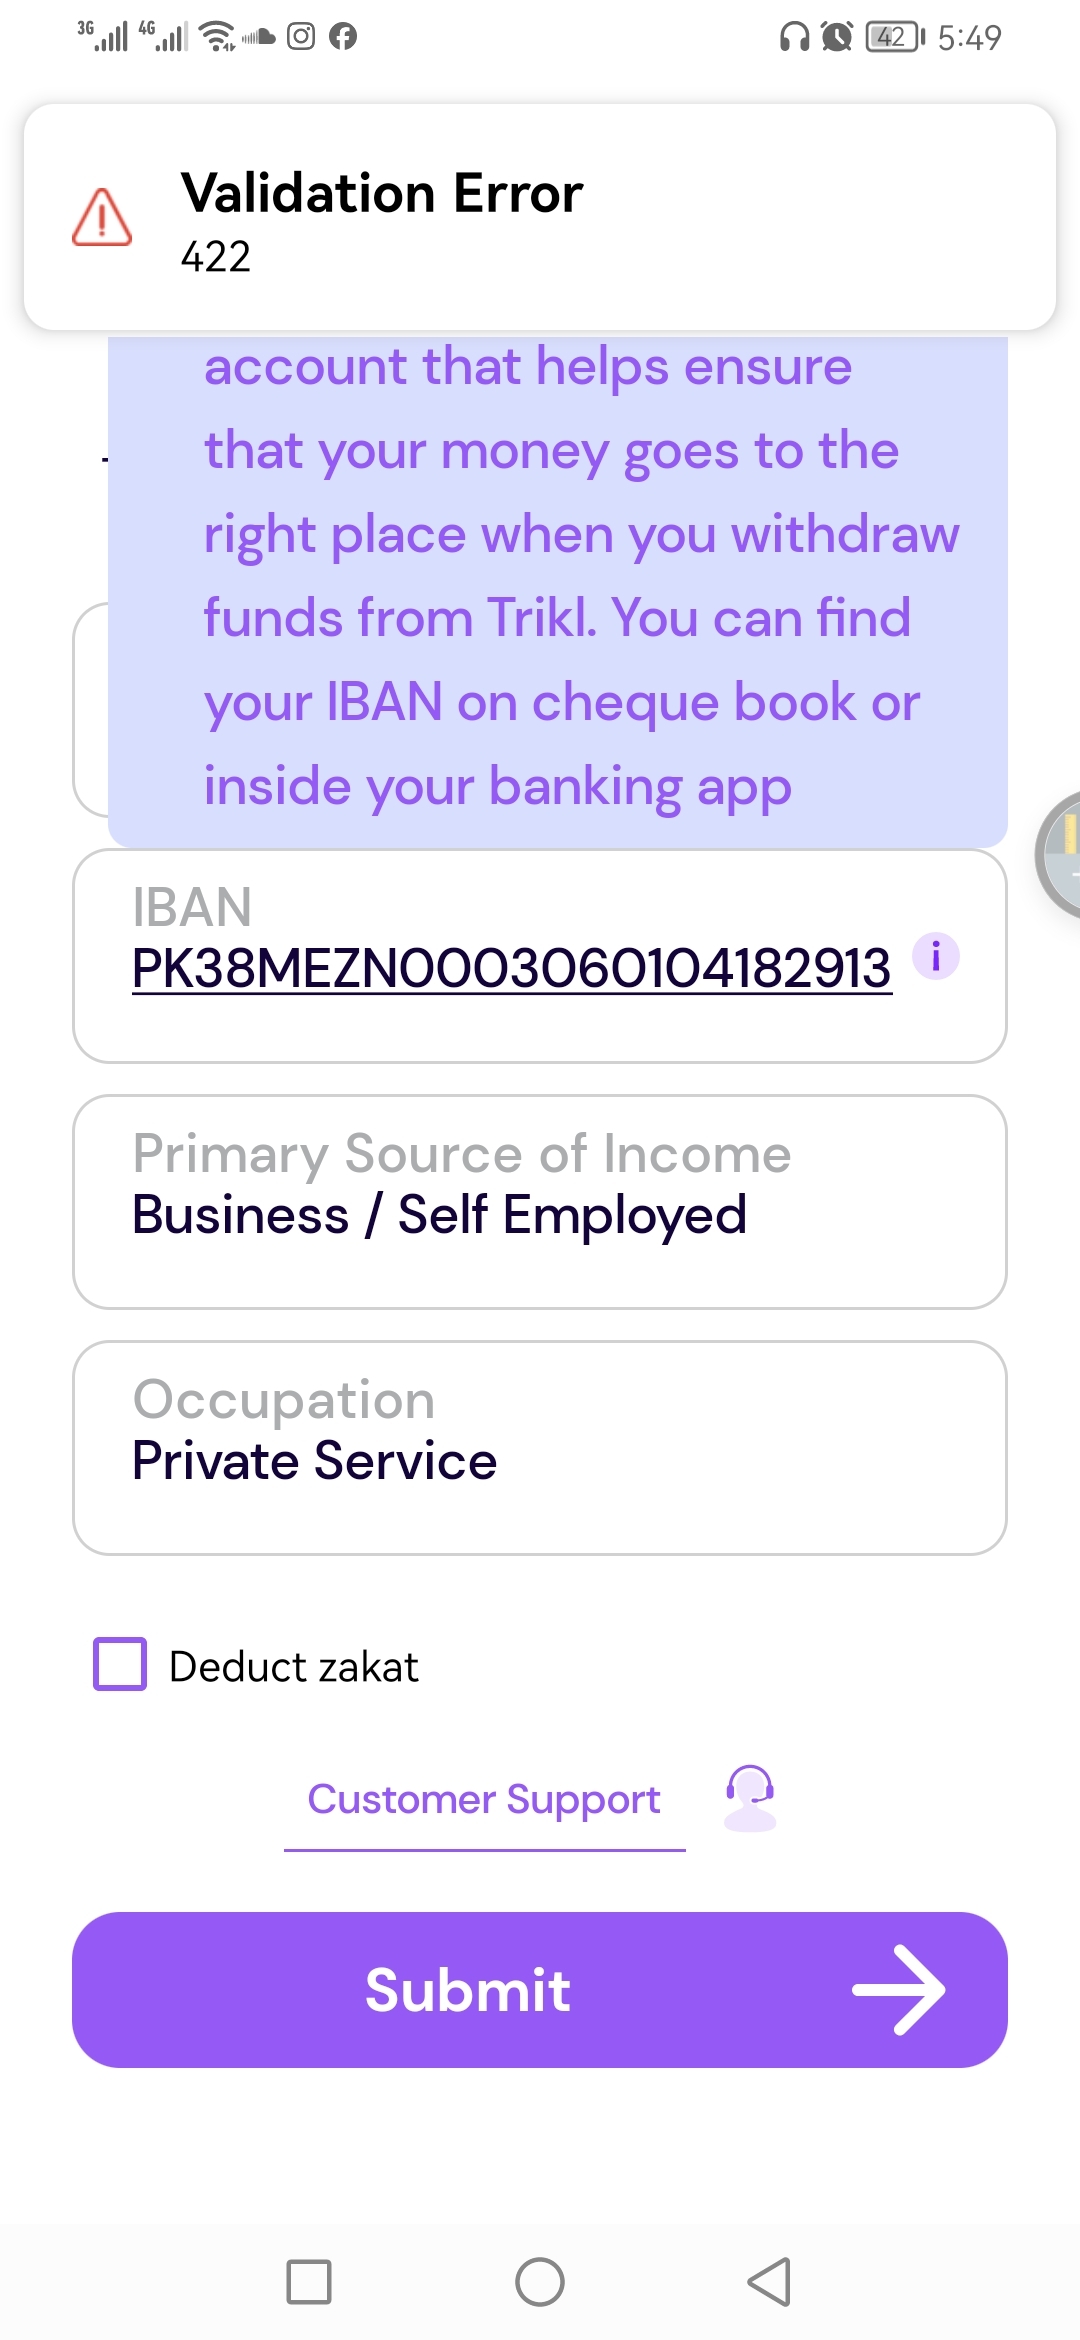 3G 4G 42 5:49
Validation Error
422
account that helps ensure
that your money goes to the
right place when you withdraw
funds from Trikl. You can find
your IBAN on cheque book or
inside your banking app
IBAN
PK38MEZN0003060104182913
Primary Source of Income
Business / Self Employed
Occupation
Private Service
Deduct zakat
Customer Support
Submit